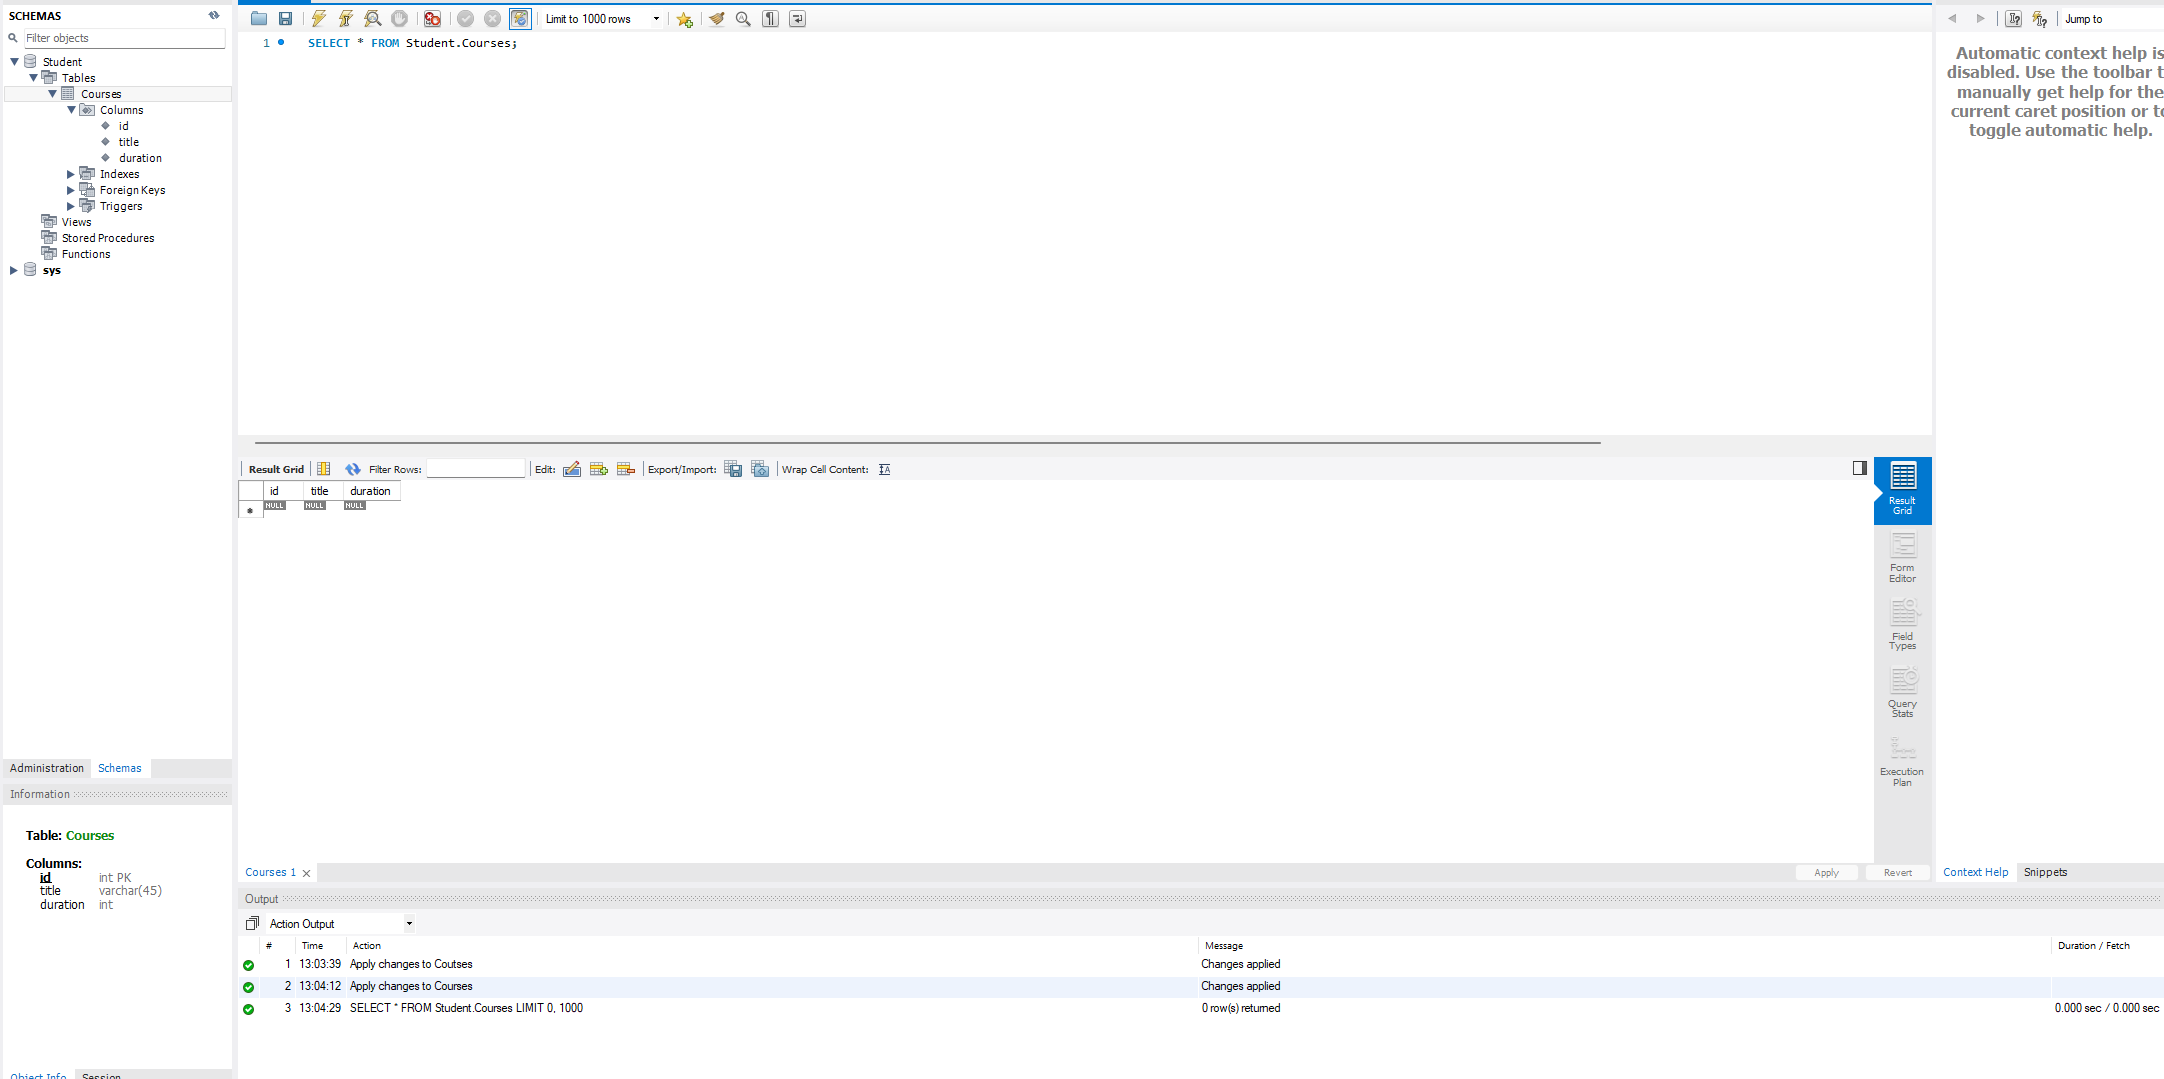 SCHEMAS
Filter objects
Student
Tables
Courses
Columns
id
title
duration
Indexes
Foreign Keys
Triggers
Views
Stored Procedures
Functions
sys
Administration Schemas
Information
Table: Courses
Columns:
id int PK
title varchar(45)
duration int
Object Info Session
Limit to 1000 rows
1 SELECT * FROM Student.Courses;
Result Grid Filter Rows: Edit: Export/Import: Wrap Cell Content:
id title duration
NULL NULL NULL
Result
Grid
Form
Editor
Field
Types
Query
Stats
Execution
Plan
Courses 1 Apply Revert
Output
Action Output
# Time Action Message Duration / Fetch
1 13:03:39 Apply changes to Coutses Changes applied
2 13:04:12 Apply changes to Courses Changes applied
3 13:04:29 SELECT * FROM Student.Courses LIMIT 0, 1000 0 row(s) returned 0.000 sec / 0.000 sec
Jump to
Automatic context help is
disabled. Use the toolbar t
manually get help for the
current caret position or to
toggle automatic help.
Context Help Snippets